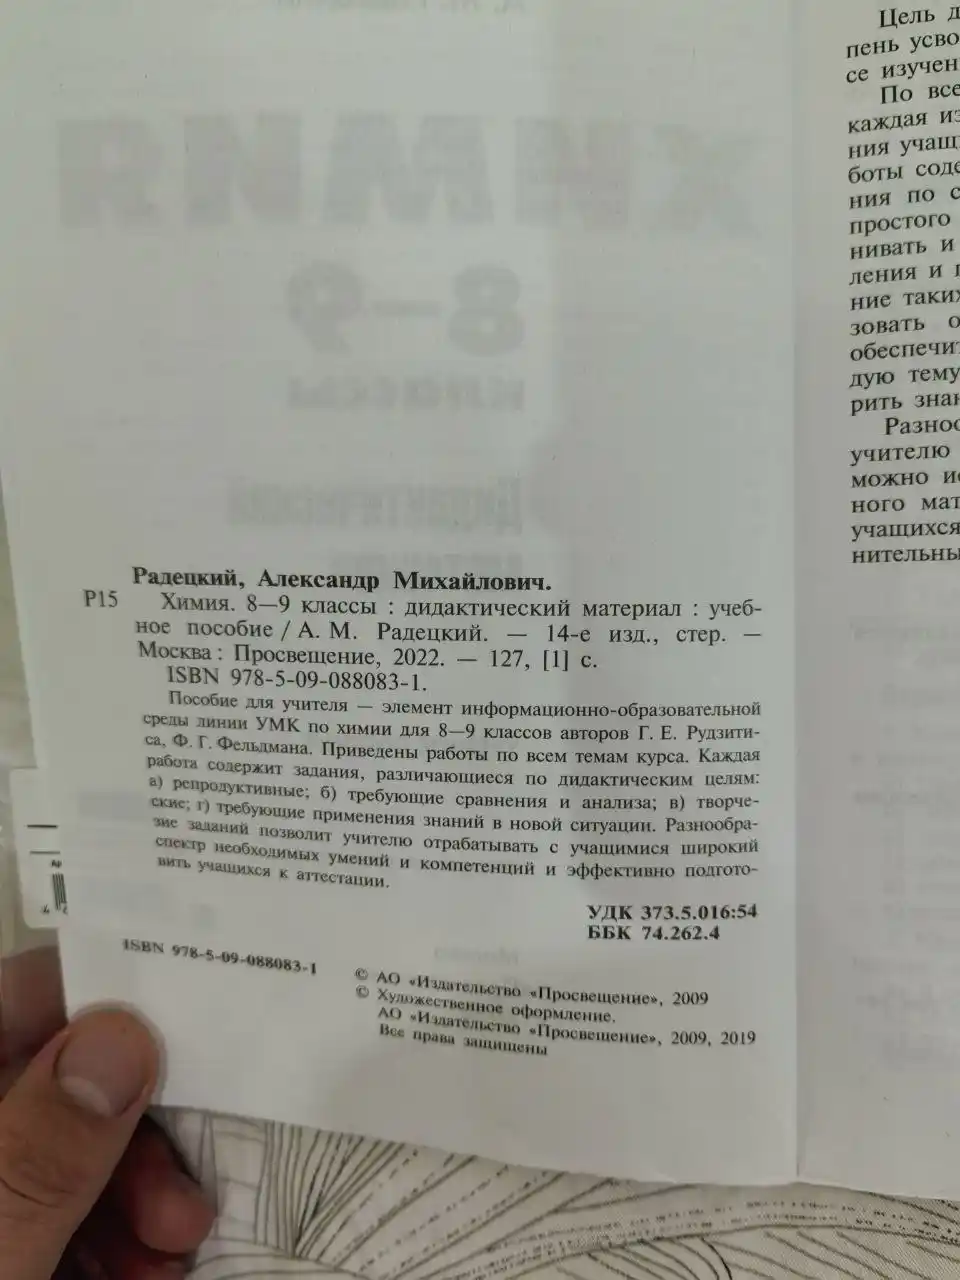 ХИМИЯ
8—9
классы
Дидактический
Радецкий, Александр Михайлович.
Р15
Химия. 8—9 классы : дидактический материал : учеб-
ное пособие / А. М. Радецкий. — 14-е изд., стер. —
Москва : Просвещение, 2022. — 127, [1] с.
ISBN 978-5-09-088083-1.
Пособие для учителя — элемент информационно-образовательной
среды линии УМК по химии для 8—9 классов авторов Г. Е. Рудзити-
са, Ф. Г. Фельдмана. Приведены работы по всем темам курса. Каждая
работа содержит задания, различающиеся по дидактическим целям:
а) репродуктивные; б) требующие сравнения и анализа; в) творче-
ские; г) требующие применения знаний в новой ситуации. Разнообра-
зие заданий позволит учителю отрабатывать с учащимися широкий
спектр необходимых умений и компетенций и эффективно подгото-
вить учащихся к аттестации.
УДК 373.5.016:54
ББК 74.262.4
ISBN 978-5-09-088083-1
© АО «Издательство «Просвещение», 2009
© Художественное оформление.
АО «Издательство «Просвещение», 2009, 2019
Все права защищены
Цель д
пень усво
се изучен
По все
каждая из
ния учащ
боты соде
ния по с
простого
нивать и
ления и п
ние таких
зовать о
обеспечит
дую тему
рить знан
Разноо
учителю
можно ис
ного мат
учащихся
нительны